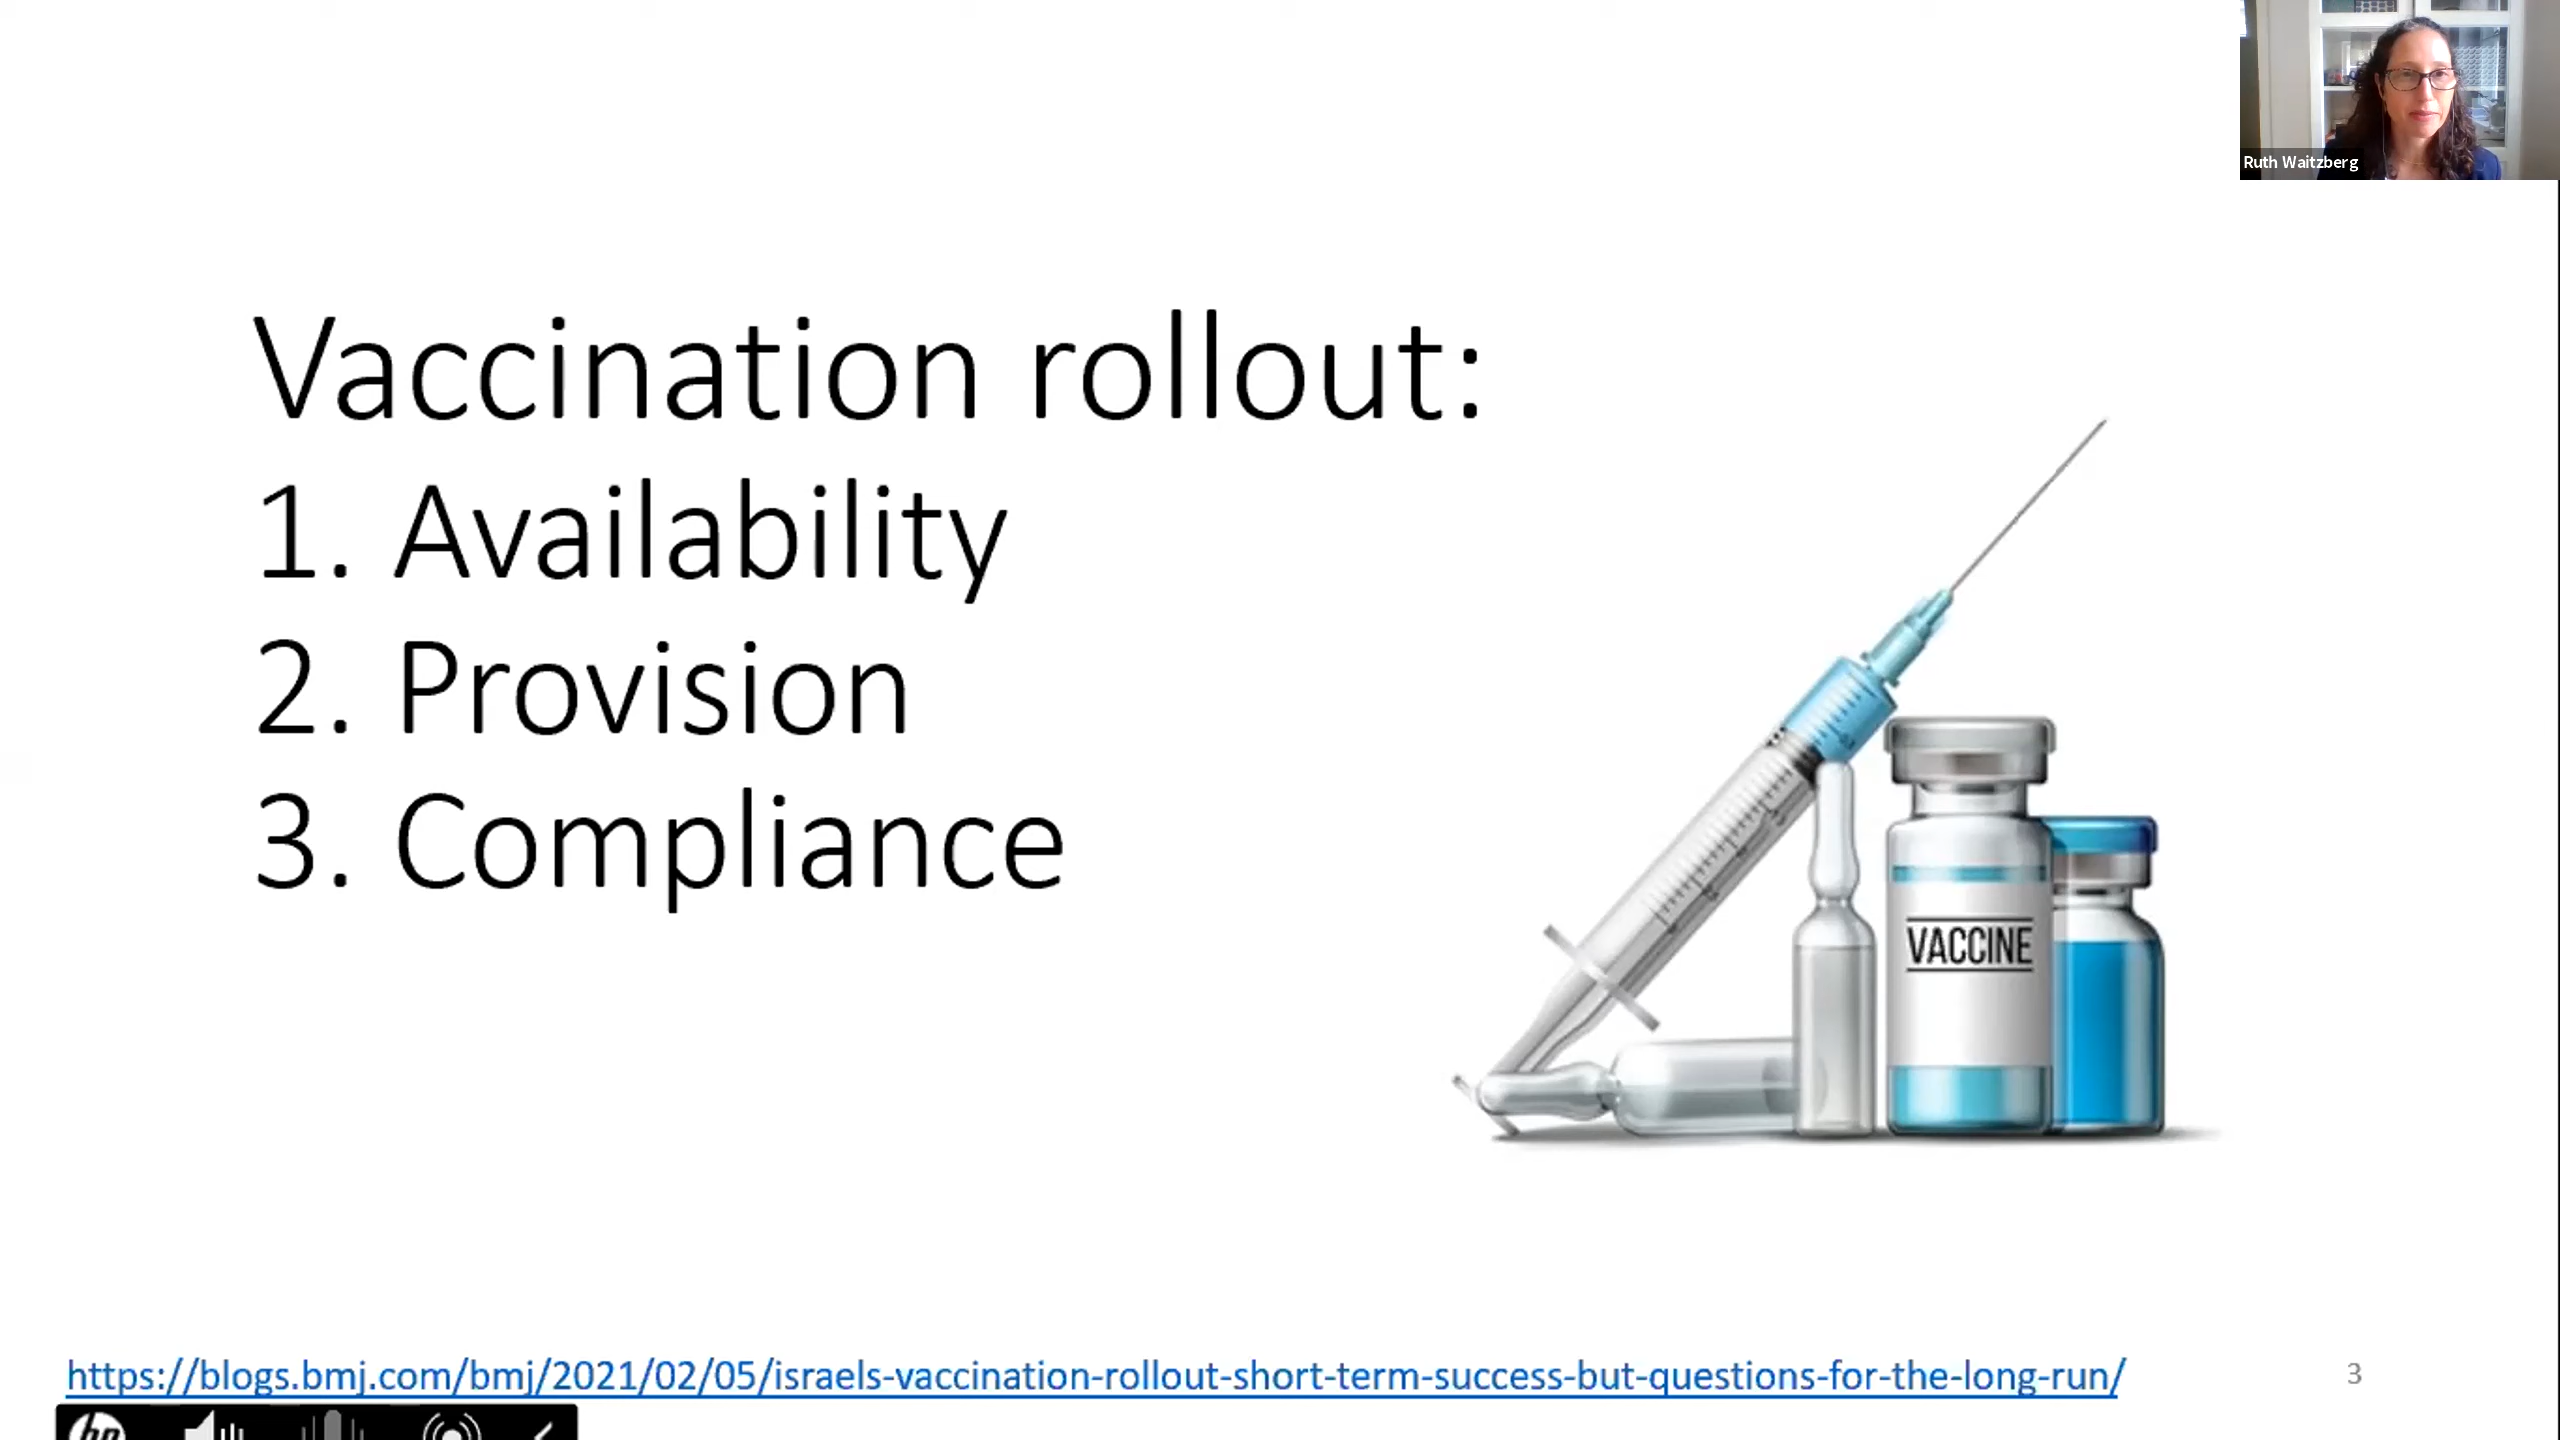 Ruth Waitzberg
Vaccination rollout:
1. Availability
2. Provision
3. Compliance
VACCINE
https://blogs.bmj.com/bmj/2021/02/05/israels-vaccination-rollout-short-term-success-but-questions-for-the-long-run/
3
hp